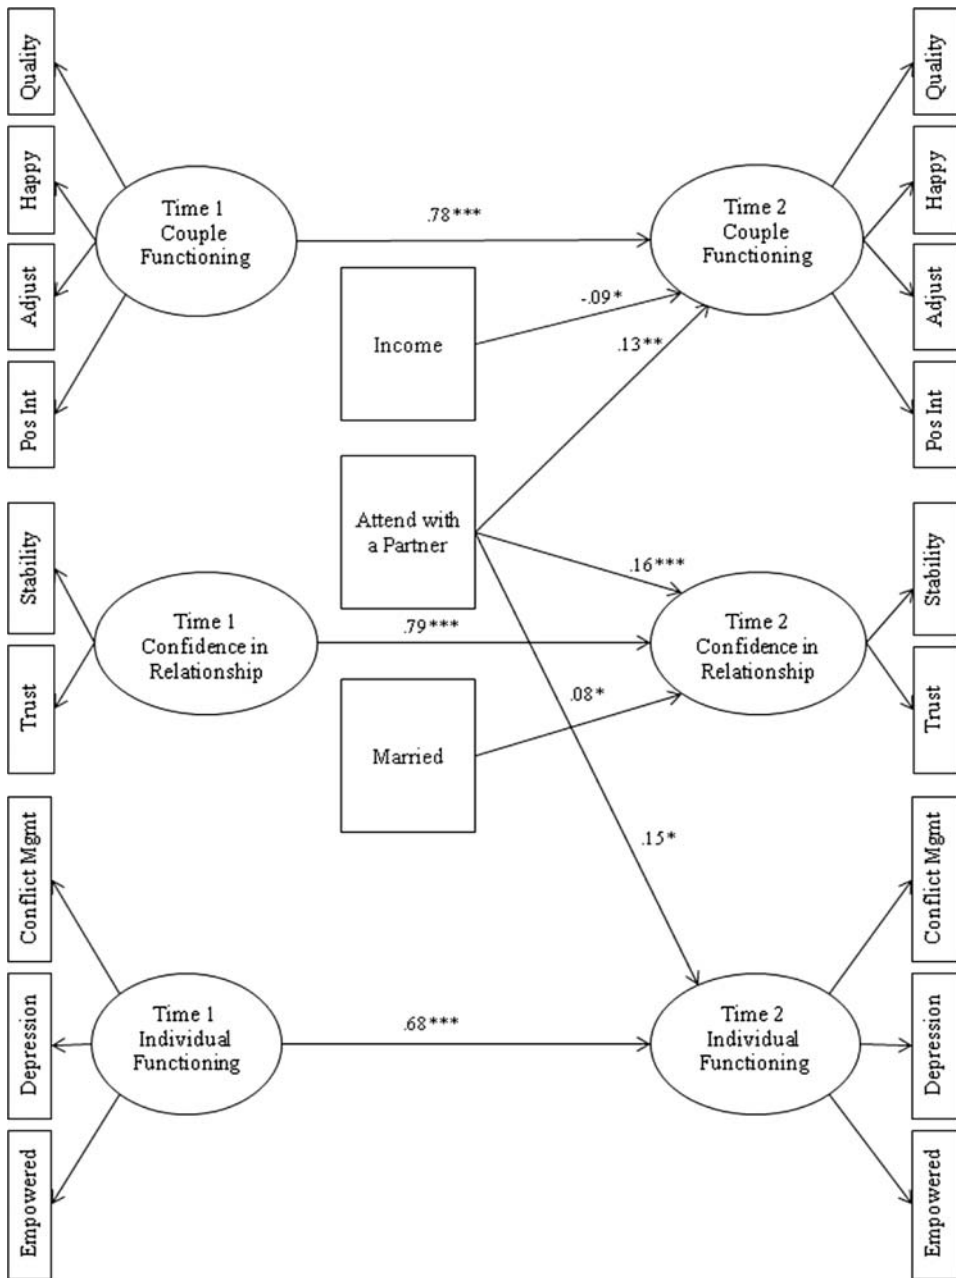 Quality
Happy
Adjust
Pos Int
Stability
Trust
Conflict Mgmt
Depression
Empowered
Time 1
Couple
Functioning
Time 1
Confidence in
Relationship
Time 1
Individual
Functioning
.78***
Income
-.09*
.13**
Attend with
a Partner
.16***
.79***
Married
.08*
.15*
.68***
Time 2
Couple
Functioning
Time 2
Confidence in
Relationship
Time 2
Individual
Functioning
Quality
Happy
Adjust
Pos Int
Stability
Trust
Conflict Mgmt
Depression
Empowered